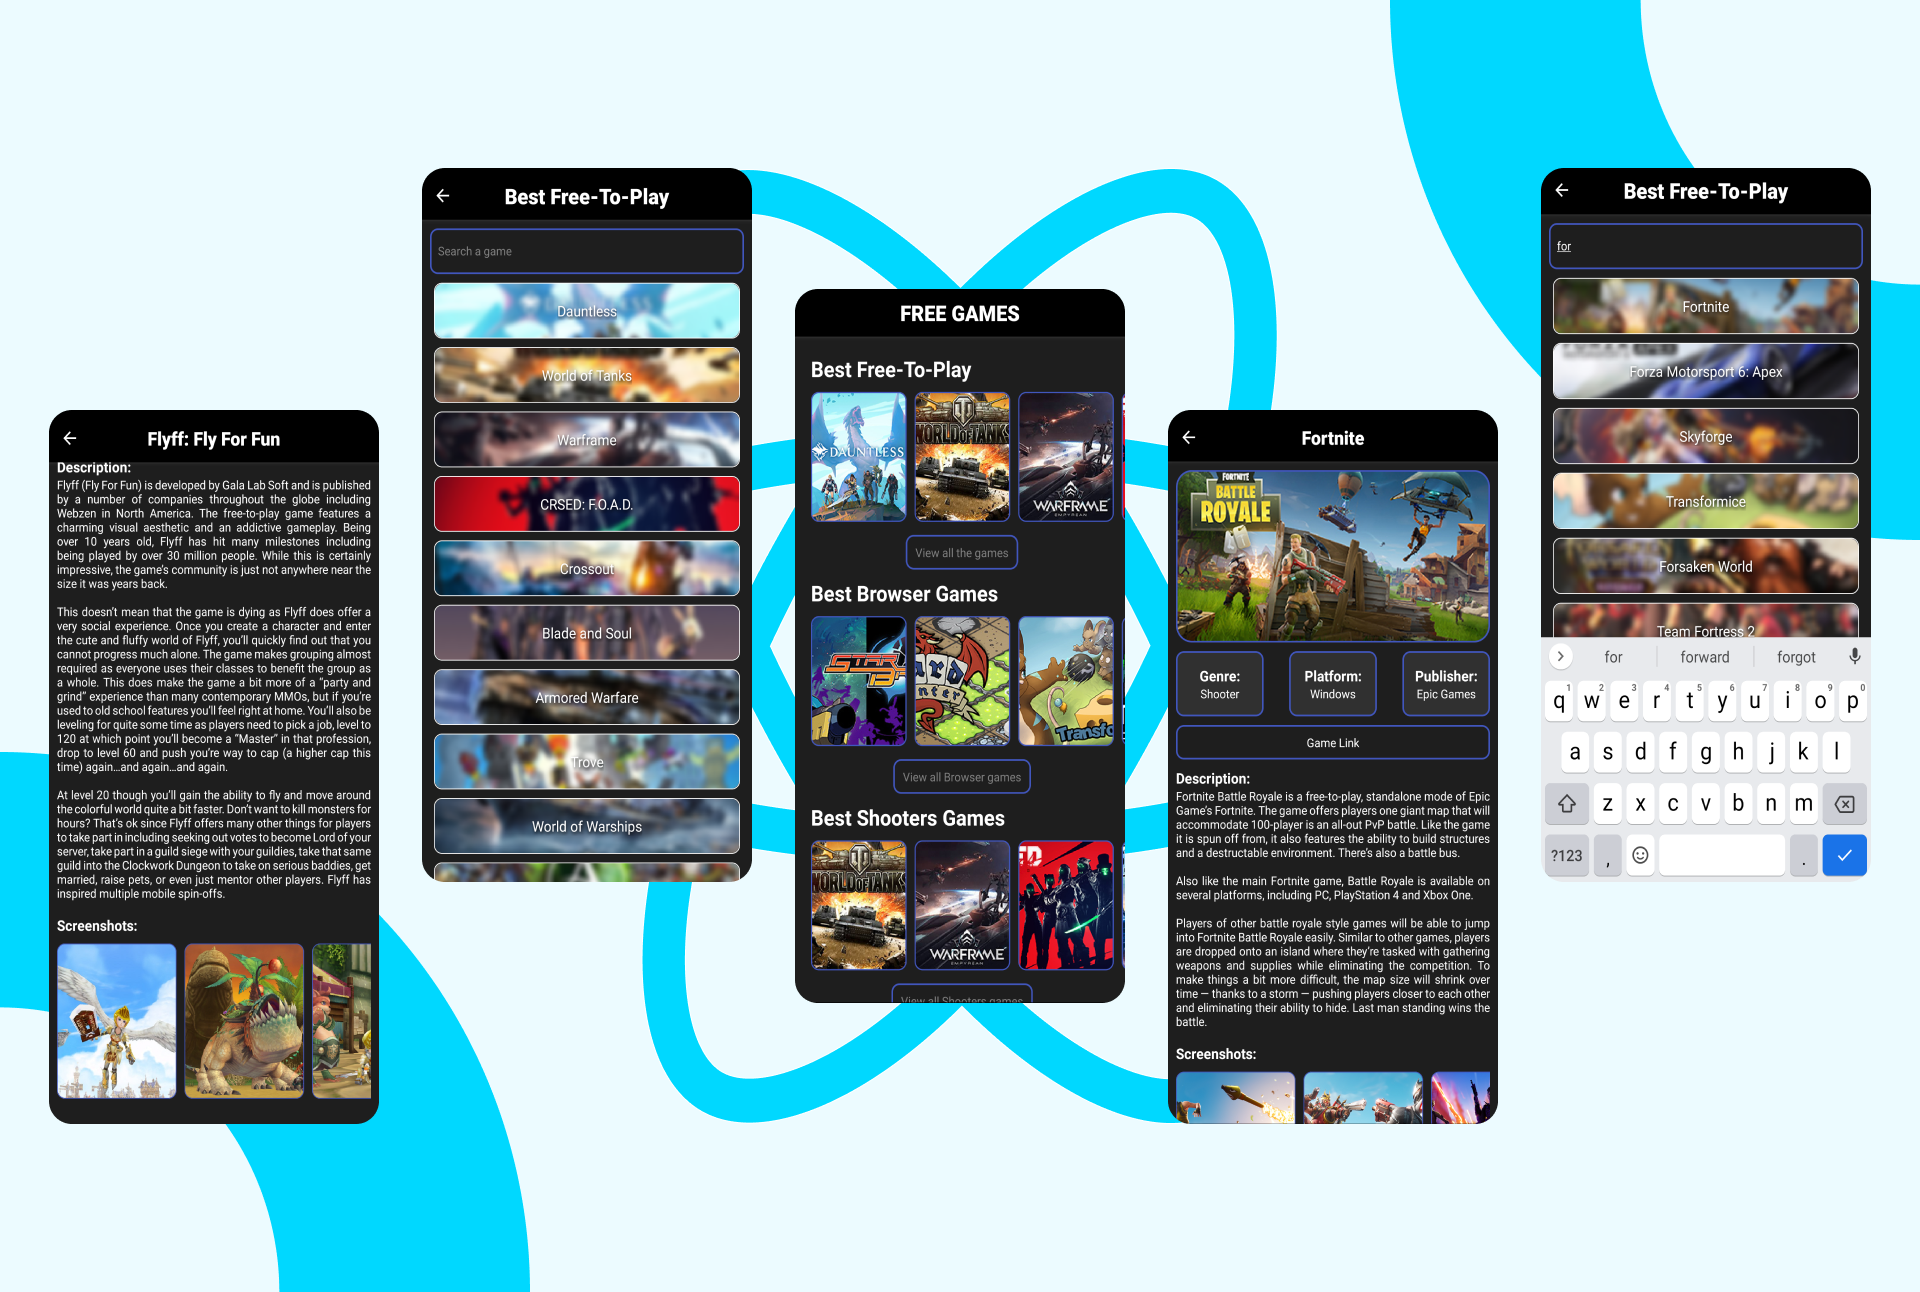 Flyff: Fly For Fun
Description:
Flyff (Fly For Fun) is developed by Gala Lab Soft and is published
by a number of companies throughout the globe including
Webzen in North America. The free-to-play game features a
charming visual aesthetic and an addictive gameplay. Being
over 10 years old, Flyff has hit many milestones including
being played by over 30 million people. While this is certainly
impressive, the game's community is just not anywhere near the
size it was years back.
This doesn't mean that the game is dying as Flyff does offer a
very social experience. Once you create a character and enter
the cute and fluffy world of Flyff, you'll quickly find out that you
cannot progress much alone. The game makes grouping almost
required as everyone uses their classes to benefit the group as
a whole. This does make the game a bit more of a "party and
grind" experience than many contemporary MMOs, but if you're
used to old school features you'll feel right at home. You'll also be
leveling for quite some time as players need to pick a job, level to
120 at which point you'll become a "Master" in that profession,
drop to level 60 and push you're way to cap (a higher cap this
time) again...and again...and again.
At level 20 though you'll gain the ability to fly and move around
the colorful world quite a bit faster. Don't want to kill monsters for
hours? That's ok since Flyff offers many other things for players
to take part in including seeking out votes to become Lord of your
server, take part in a guild siege with your guildies, take that same
guild into the Clockwork Dungeon to take on serious baddies, get
married, raise pets, or even just mentor other players. Flyff has
inspired multiple mobile spin-offs.
Screenshots:
Best Free-To-Play
Search a game
Dauntless
World of Tanks
Warframe
CRSED: F.O.A.D.
Crossout
Blade and Soul
Armored Warfare
Trove
World of Warships
FREE GAMES
Best Free-To-Play
DAUNTLESS
WORLD OF TANK
WARFRAME
EMPYREAN
View all the games
Best Browser Games
STAR
BA
ard
nter
Transfo
View all Browser games
Best Shooters Games
WORLD OF TANK
WARFRAME
EMPYREAN
ED
View all Shooters games
Fortnite
FORTNITE
BATTLE
ROYALE
Genre:
Shooter
Platform:
Windows
Publisher:
Epic Games
Game Link
Description:
Fortnite Battle Royale is a free-to-play, standalone mode of Epic
Game's Fortnite. The game offers players one giant map that will
accommodate 100-player is an all-out PvP battle. Like the game
it is spun off from, it also features the ability to build structures
and a destructable environment. There's also a battle bus.
Also like the main Fortnite game, Battle Royale is available on
several platforms, including PC, PlayStation 4 and Xbox One.
Players of other battle royale style games will be able to jump
into Fortnite Battle Royale easily. Similar to other games, players
are dropped onto an island where they're tasked with gathering
weapons and supplies while eliminating the competition. To
make things a bit more difficult, the map size will shrink over
time — thanks to a storm — pushing players closer to each other
and eliminating their ability to hide. Last man standing wins the
battle.
Screenshots:
Best Free-To-Play
for
Fortnite
Forza Motorsport 6: Apex
Skyforge
Transformice
Forsaken World
Team Fortress 2
for forward forgot
q1 w2 e3 r4 t5 y6 u7 i8 o9 p0
a s d f g h j k l
z x c v b n m
?123 , .